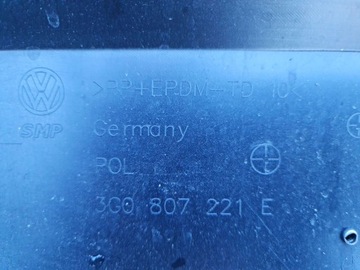 >PP+EPDM-TD 10<
SMP
Germany
POL
3G0 807 221 E